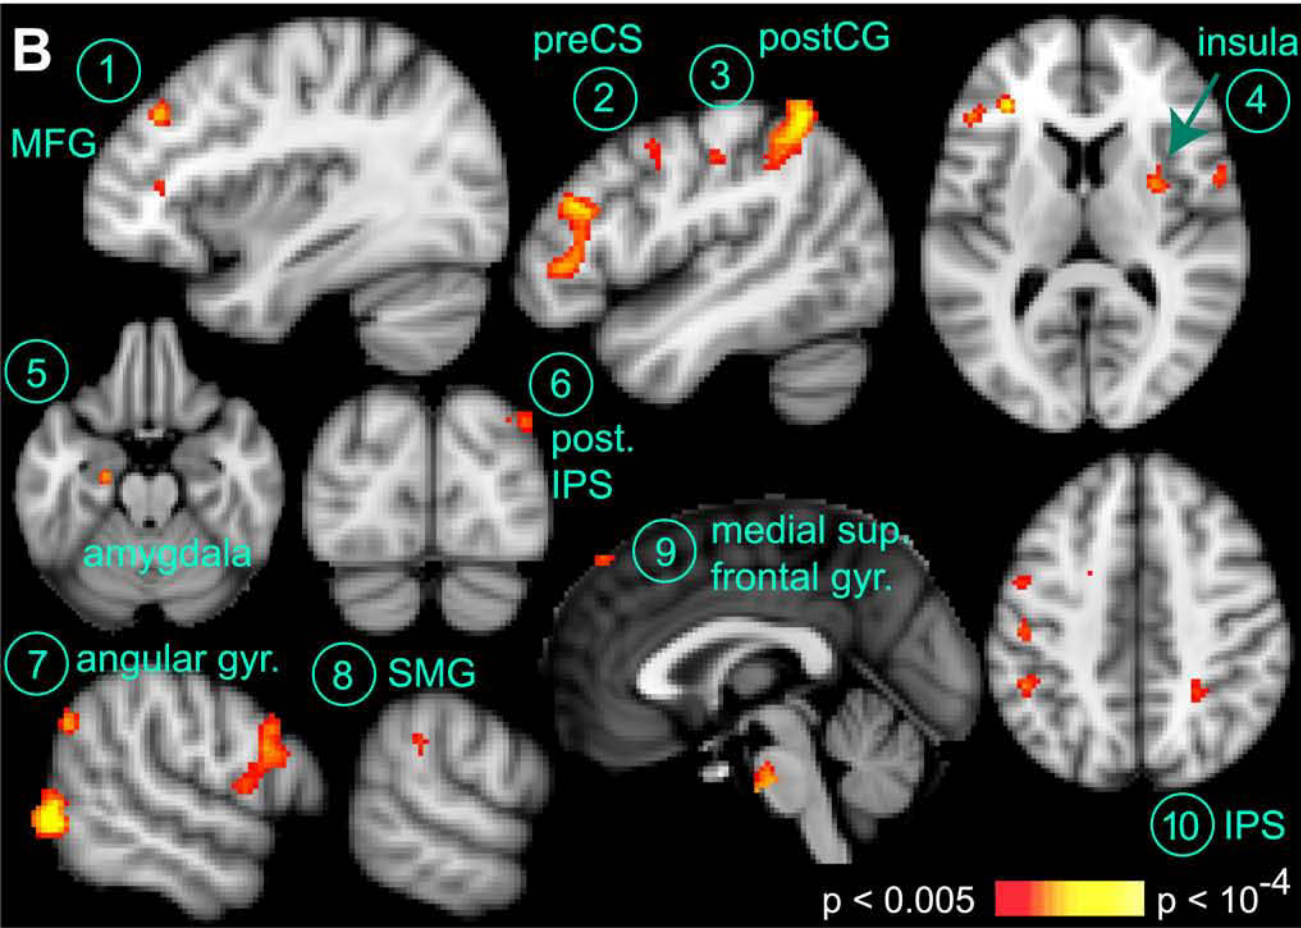 B
1
MFG
preCS
2
3
postCG
insula
4
5
amygdala
6
post.
IPS
7 angular gyr.
8 SMG
9
medial sup.
frontal gyr.
10 IPS
p < 0.005
p < 10-4